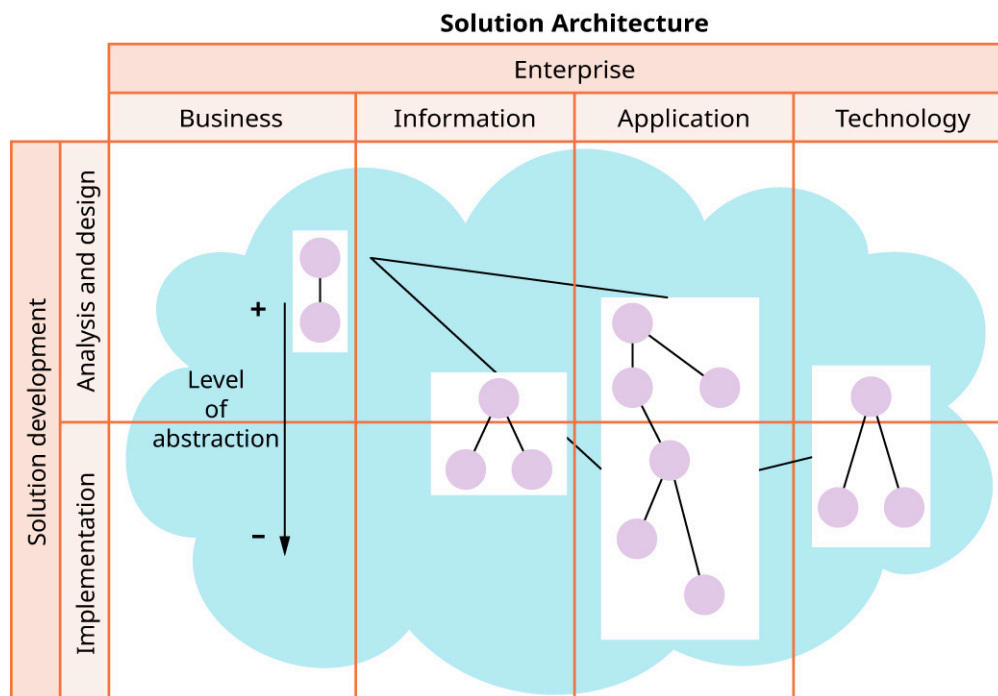 Solution Architecture
Enterprise
Business
Information
Application
Technology
Solution development
Analysis and design
Implementation
+
Level
of
abstraction
–